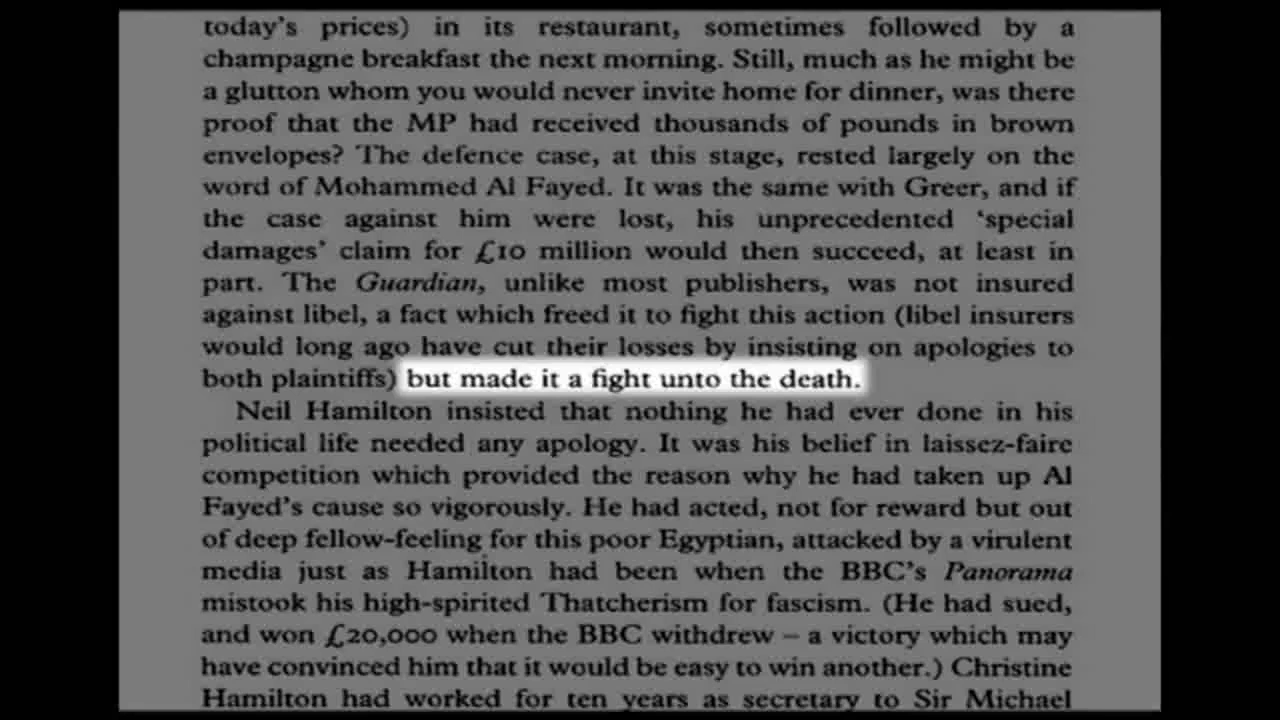 today's prices) in its restaurant, sometimes followed by a
champagne breakfast the next morning. Still, much as he might be
a glutton whom you would never invite home for dinner, was there
proof that the MP had received thousands of pounds in brown
envelopes? The defence case, at this stage, rested largely on the
word of Mohammed Al Fayed. It was the same with Greer, and if
the case against him were lost, his unprecedented ‘special
damages’ claim for £10 million would then succeed, at least in
part. The Guardian, unlike most publishers, was not insured
against libel, a fact which freed it to fight this action (libel insurers
would long ago have cut their losses by insisting on apologies to
both plaintiffs) but made it a fight unto the death.
Neil Hamilton insisted that nothing he had ever done in his
political life needed any apology. It was his belief in laissez-faire
competition which provided the reason why he had taken up Al
Fayed's cause so vigorously. He had acted, not for reward but out
of deep fellow-feeling for this poor Egyptian, attacked by a virulent
media just as Hamilton had been when the BBC's Panorama
mistook his high-spirited Thatcherism for fascism. (He had sued,
and won £20,000 when the BBC withdrew – a victory which may
have convinced him that it would be easy to win another.) Christine
Hamilton had worked for ten years as secretary to Sir Michael